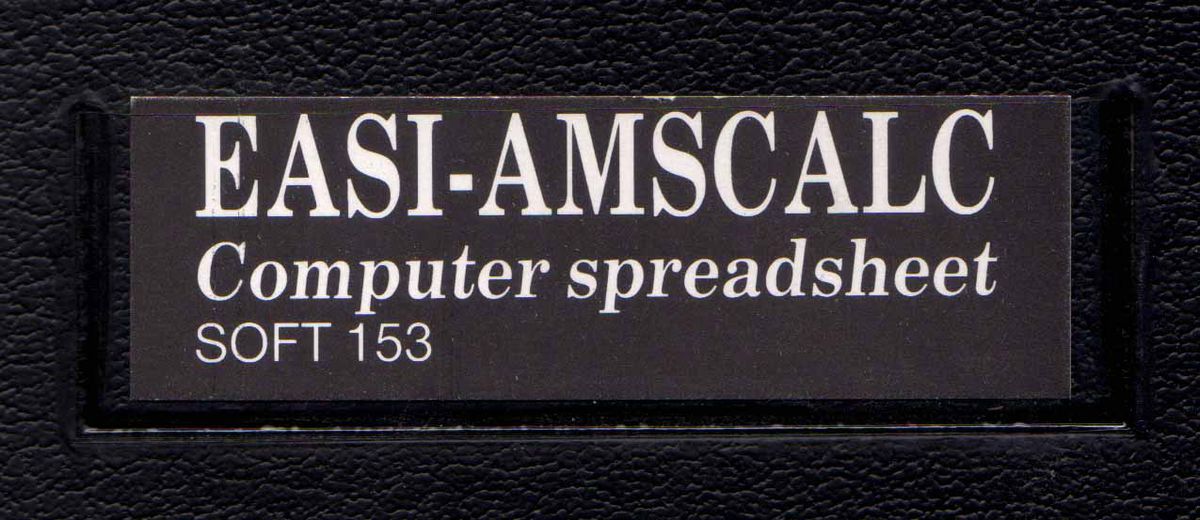 EASI-AMSCALC
Computer spreadsheet
SOFT 153